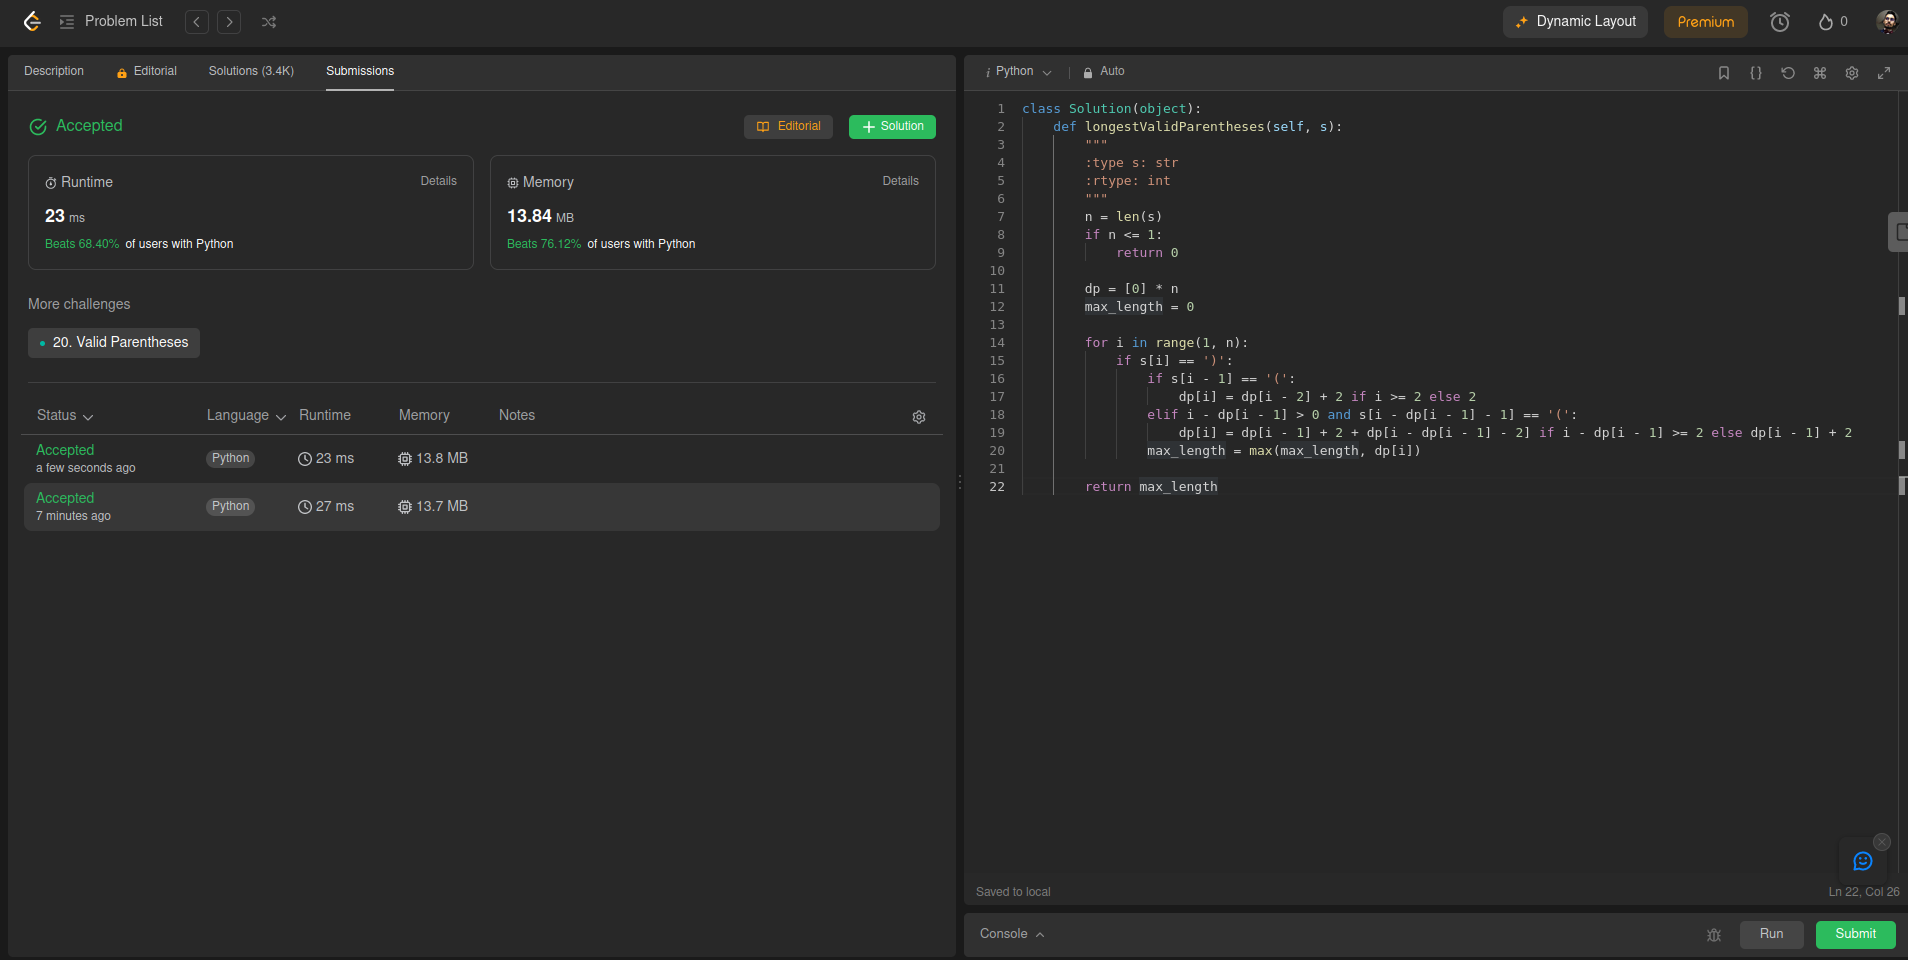 Problem List
Dynamic Layout
Premium
0
Description
Editorial
Solutions (3.4K)
Submissions
Accepted
Editorial
Solution
Runtime
Details
23 ms
Beats 68.40% of users with Python
Memory
Details
13.84 MB
Beats 76.12% of users with Python
More challenges
20. Valid Parentheses
Status Language Runtime Memory Notes
Accepted
a few seconds ago
Python
23 ms
13.8 MB
Accepted
7 minutes ago
Python
27 ms
13.7 MB
i Python
Auto
1 class Solution(object):
2     def longestValidParentheses(self, s):
3         """
4         :type s: str
5         :rtype: int
6         """
7         n = len(s)
8         if n <= 1:
9             return 0
10
11         dp = [0] * n
12         max_length = 0
13
14         for i in range(1, n):
15             if s[i] == ')':
16                 if s[i - 1] == '(':
17                     dp[i] = dp[i - 2] + 2 if i >= 2 else 2
18                 elif i - dp[i - 1] > 0 and s[i - dp[i - 1] - 1] == '(':
19                     dp[i] = dp[i - 1] + 2 + dp[i - dp[i - 1] - 2] if i - dp[i - 1] >= 2 else dp[i - 1] + 2
20                 max_length = max(max_length, dp[i])
21
22         return max_length
Saved to local
Ln 22, Col 26
Console
Run
Submit